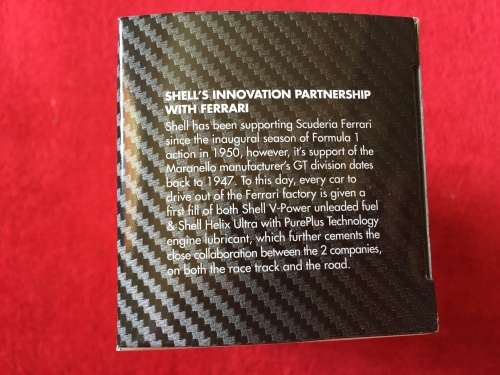 SHELL'S INNOVATION PARTNERSHIP
WITH FERRARI
Shell has been supporting Scuderia Ferrari
since the inaugural season of Formula 1
action in 1950, however, it's support of the
Maranello manufacturer's GT division dates
back to 1947. To this day, every car to
drive out of the Ferrari factory is given a
first fill of both Shell V-Power unleaded fuel
& Shell Helix Ultra with PurePlus Technology
engine lubricant, which further cements the
close collaboration between the 2 companies,
on both the race track and the road.